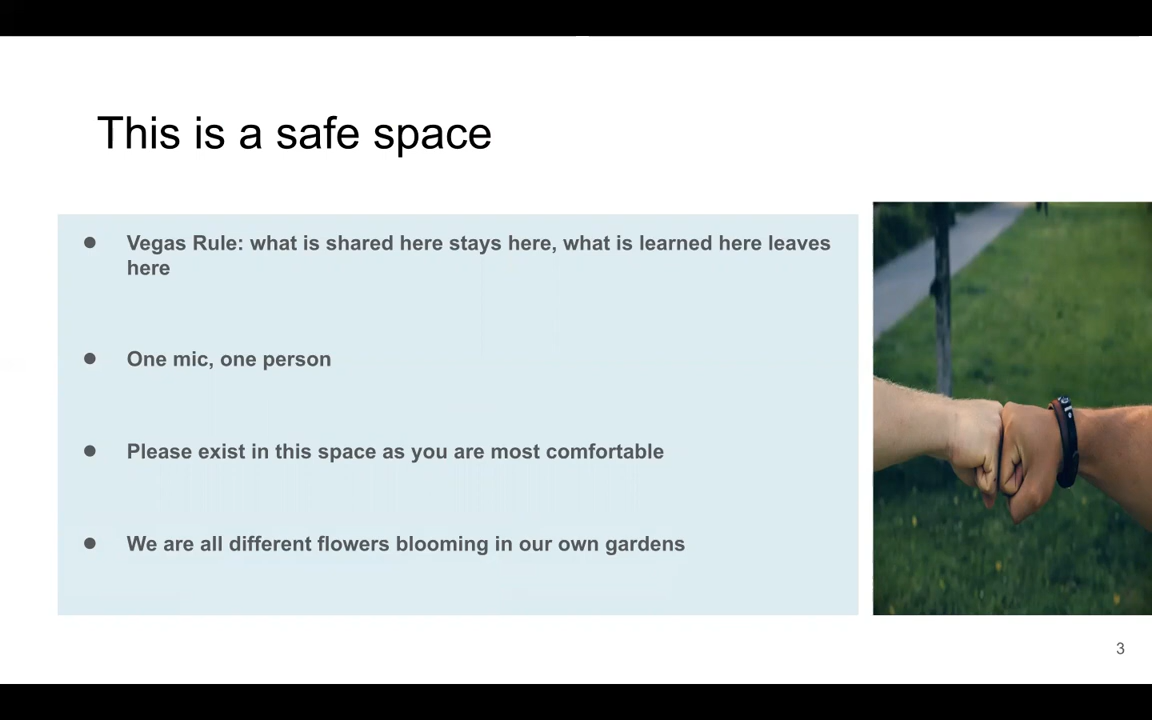 This is a safe space
● Vegas Rule: what is shared here stays here, what is learned here leaves
here
● One mic, one person
● Please exist in this space as you are most comfortable
● We are all different flowers blooming in our own gardens
3